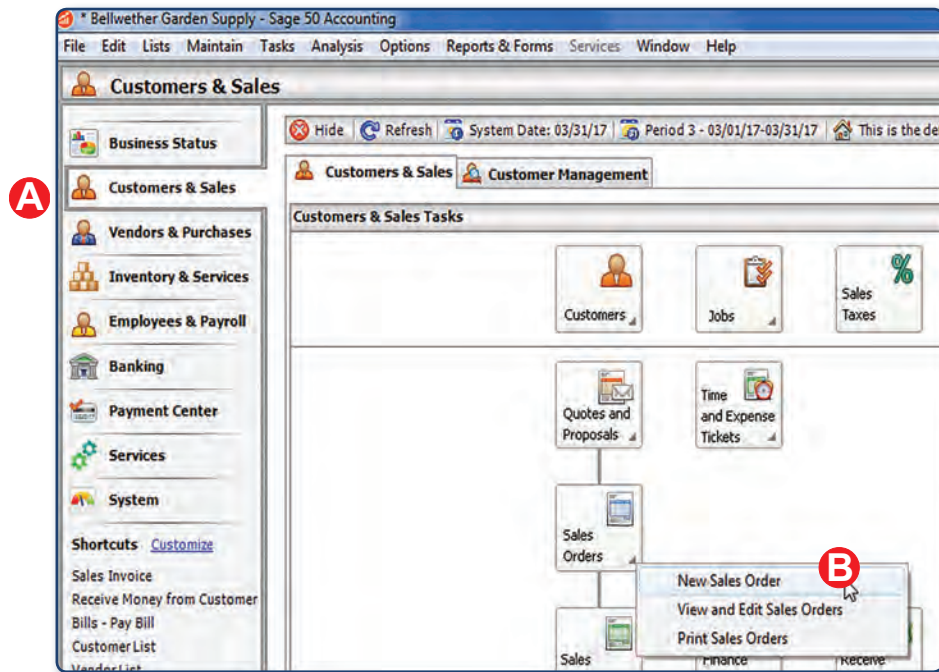 * Bellwether Garden Supply - Sage 50 Accounting
File Edit Lists Maintain Tasks Analysis Options Reports & Forms Services Window Help
Customers & Sales
Business Status
Customers & Sales
Vendors & Purchases
Inventory & Services
Employees & Payroll
Banking
Payment Center
Services
System
Shortcuts Customize
Sales Invoice
Receive Money from Customer
Bills - Pay Bill
Customer List
Vendor List
A
Hide Refresh System Date: 03/31/17 Period 3 - 03/01/17-03/31/17 This is the de
Customers & Sales Customer Management
Customers & Sales Tasks
Customers
Jobs
Sales
Taxes
%
Quotes and
Proposals
Time
and Expense
Tickets
Sales
Orders
New Sales Order
View and Edit Sales Orders
Print Sales Orders
B
Sales
Finance
Receive